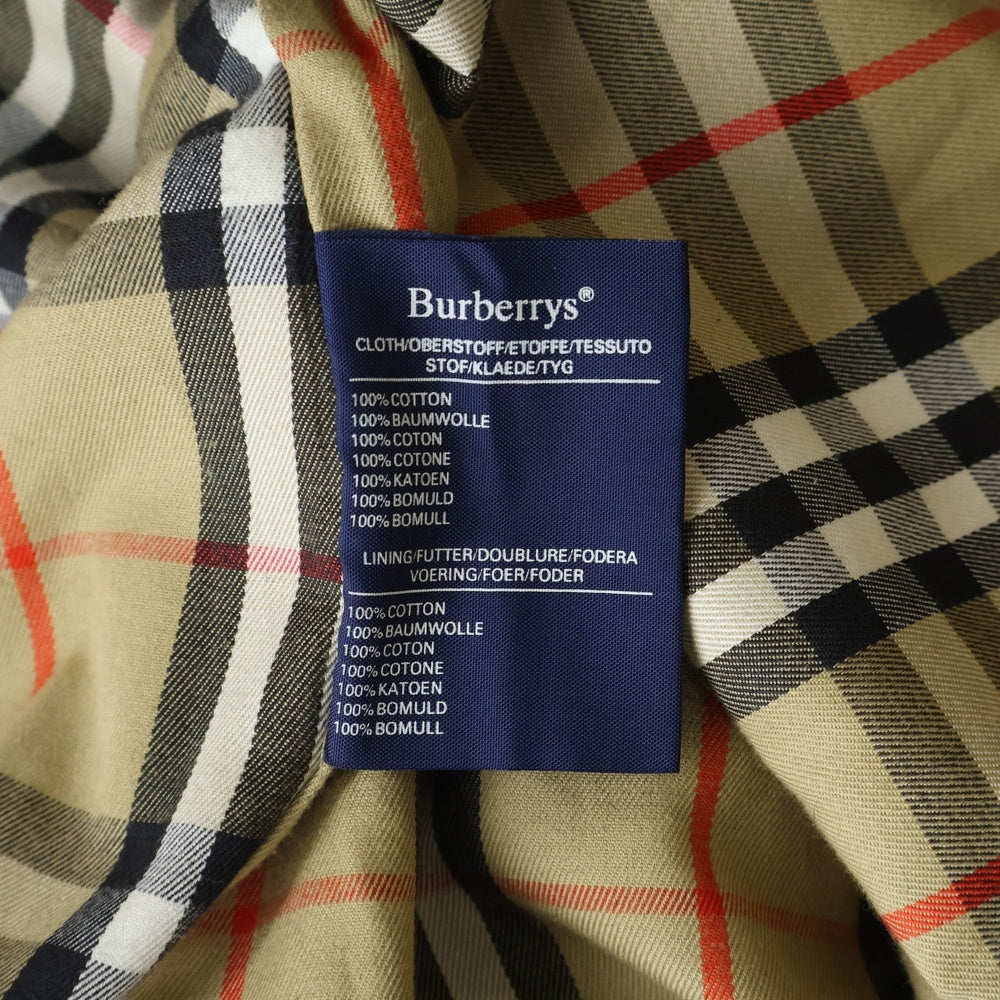 Burberrys®
CLOTH/OBERSTOFF/ETOFFE/TESSUTO
STOF/KLAEDE/TYG
100% COTTON
100% BAUMWOLLE
100% COTON
100% COTONE
100% KATOEN
100% BOMULD
100% BOMULL
LINING/FUTTER/DOUBLURE/FODERA
VOERING/FOER/FODER
100% COTTON
100% BAUMWOLLE
100% COTON
100% COTONE
100% KATOEN
100% BOMULD
100% BOMULL